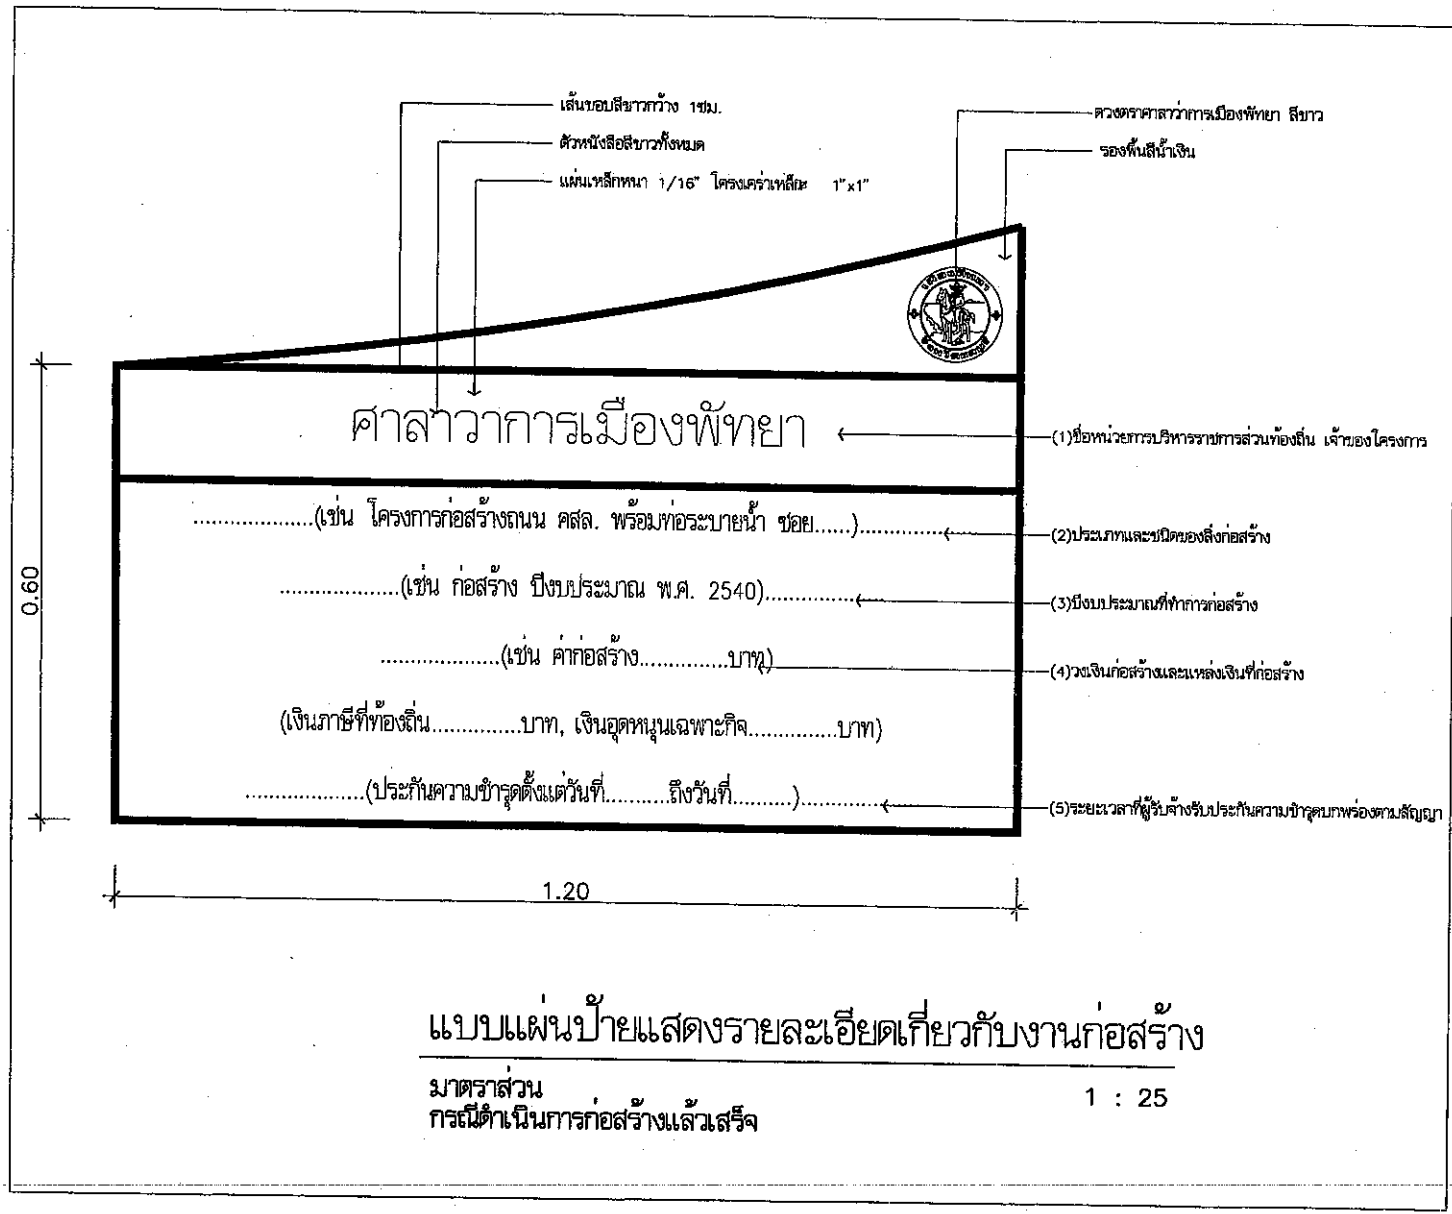 เส้นขอบสีขาวกว้าง 1ซม.
ตัวหนังสือสีขาวทั้งหมด
แผ่นเหล็กหนา 1/16" โครงเคร่าเหล็ก 1"x1"
ดวงตราศาลาว่าการเมืองพัทยา สีขาว
รองพื้นสีน้ำเงิน
ศาลาว่าการเมืองพัทยา
(1)ชื่อหน่วยการบริหารราชการส่วนท้องถิ่น เจ้าของโครงการ
....................(เช่น โครงการก่อสร้างถนน คสล. พร้อมท่อระบายน้ำ ซอย......)..............
(2)ประเภทและชนิดของสิ่งก่อสร้าง
....................(เช่น ก่อสร้าง ปีงบประมาณ พ.ศ. 2540)...............
(3)ปีงบประมาณที่ทำการก่อสร้าง
....................(เช่น ค่าก่อสร้าง...............บาท)
(4)วงเงินก่อสร้างและแหล่งเงินที่ก่อสร้าง
(เงินภาษีที่ท้องถิ่น...............บาท, เงินอุดหนุนเฉพาะกิจ...............บาท)
....................(ประกันความชำรุดตั้งแต่วันที่...........ถึงวันที่..........)..............
(5)ระยะเวลาที่ผู้รับจ้างรับประกันความชำรุดบกพร่องตามสัญญา
0.60
1.20
แบบแผ่นป้ายแสดงรายละเอียดเกี่ยวกับงานก่อสร้าง
มาตราส่วน 1 : 25
กรณีดำเนินการก่อสร้างแล้วเสร็จ